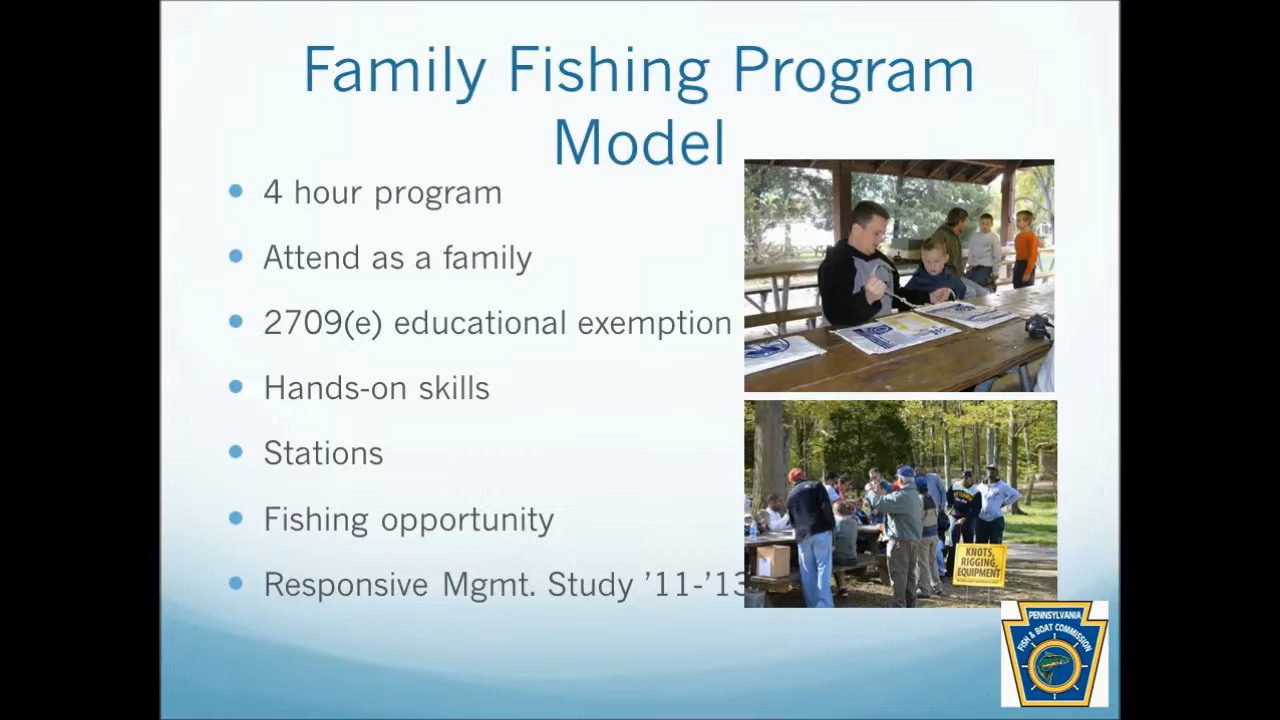 Family Fishing Program
Model
• 4 hour program
• Attend as a family
• 2709(e) educational exemption
• Hands-on skills
• Stations
• Fishing opportunity
• Responsive Mgmt. Study ’11-’13
KNOTS,
RIGGING,
EQUIPMENT
PENNSYLVANIA
FISH & BOAT COMMISSION